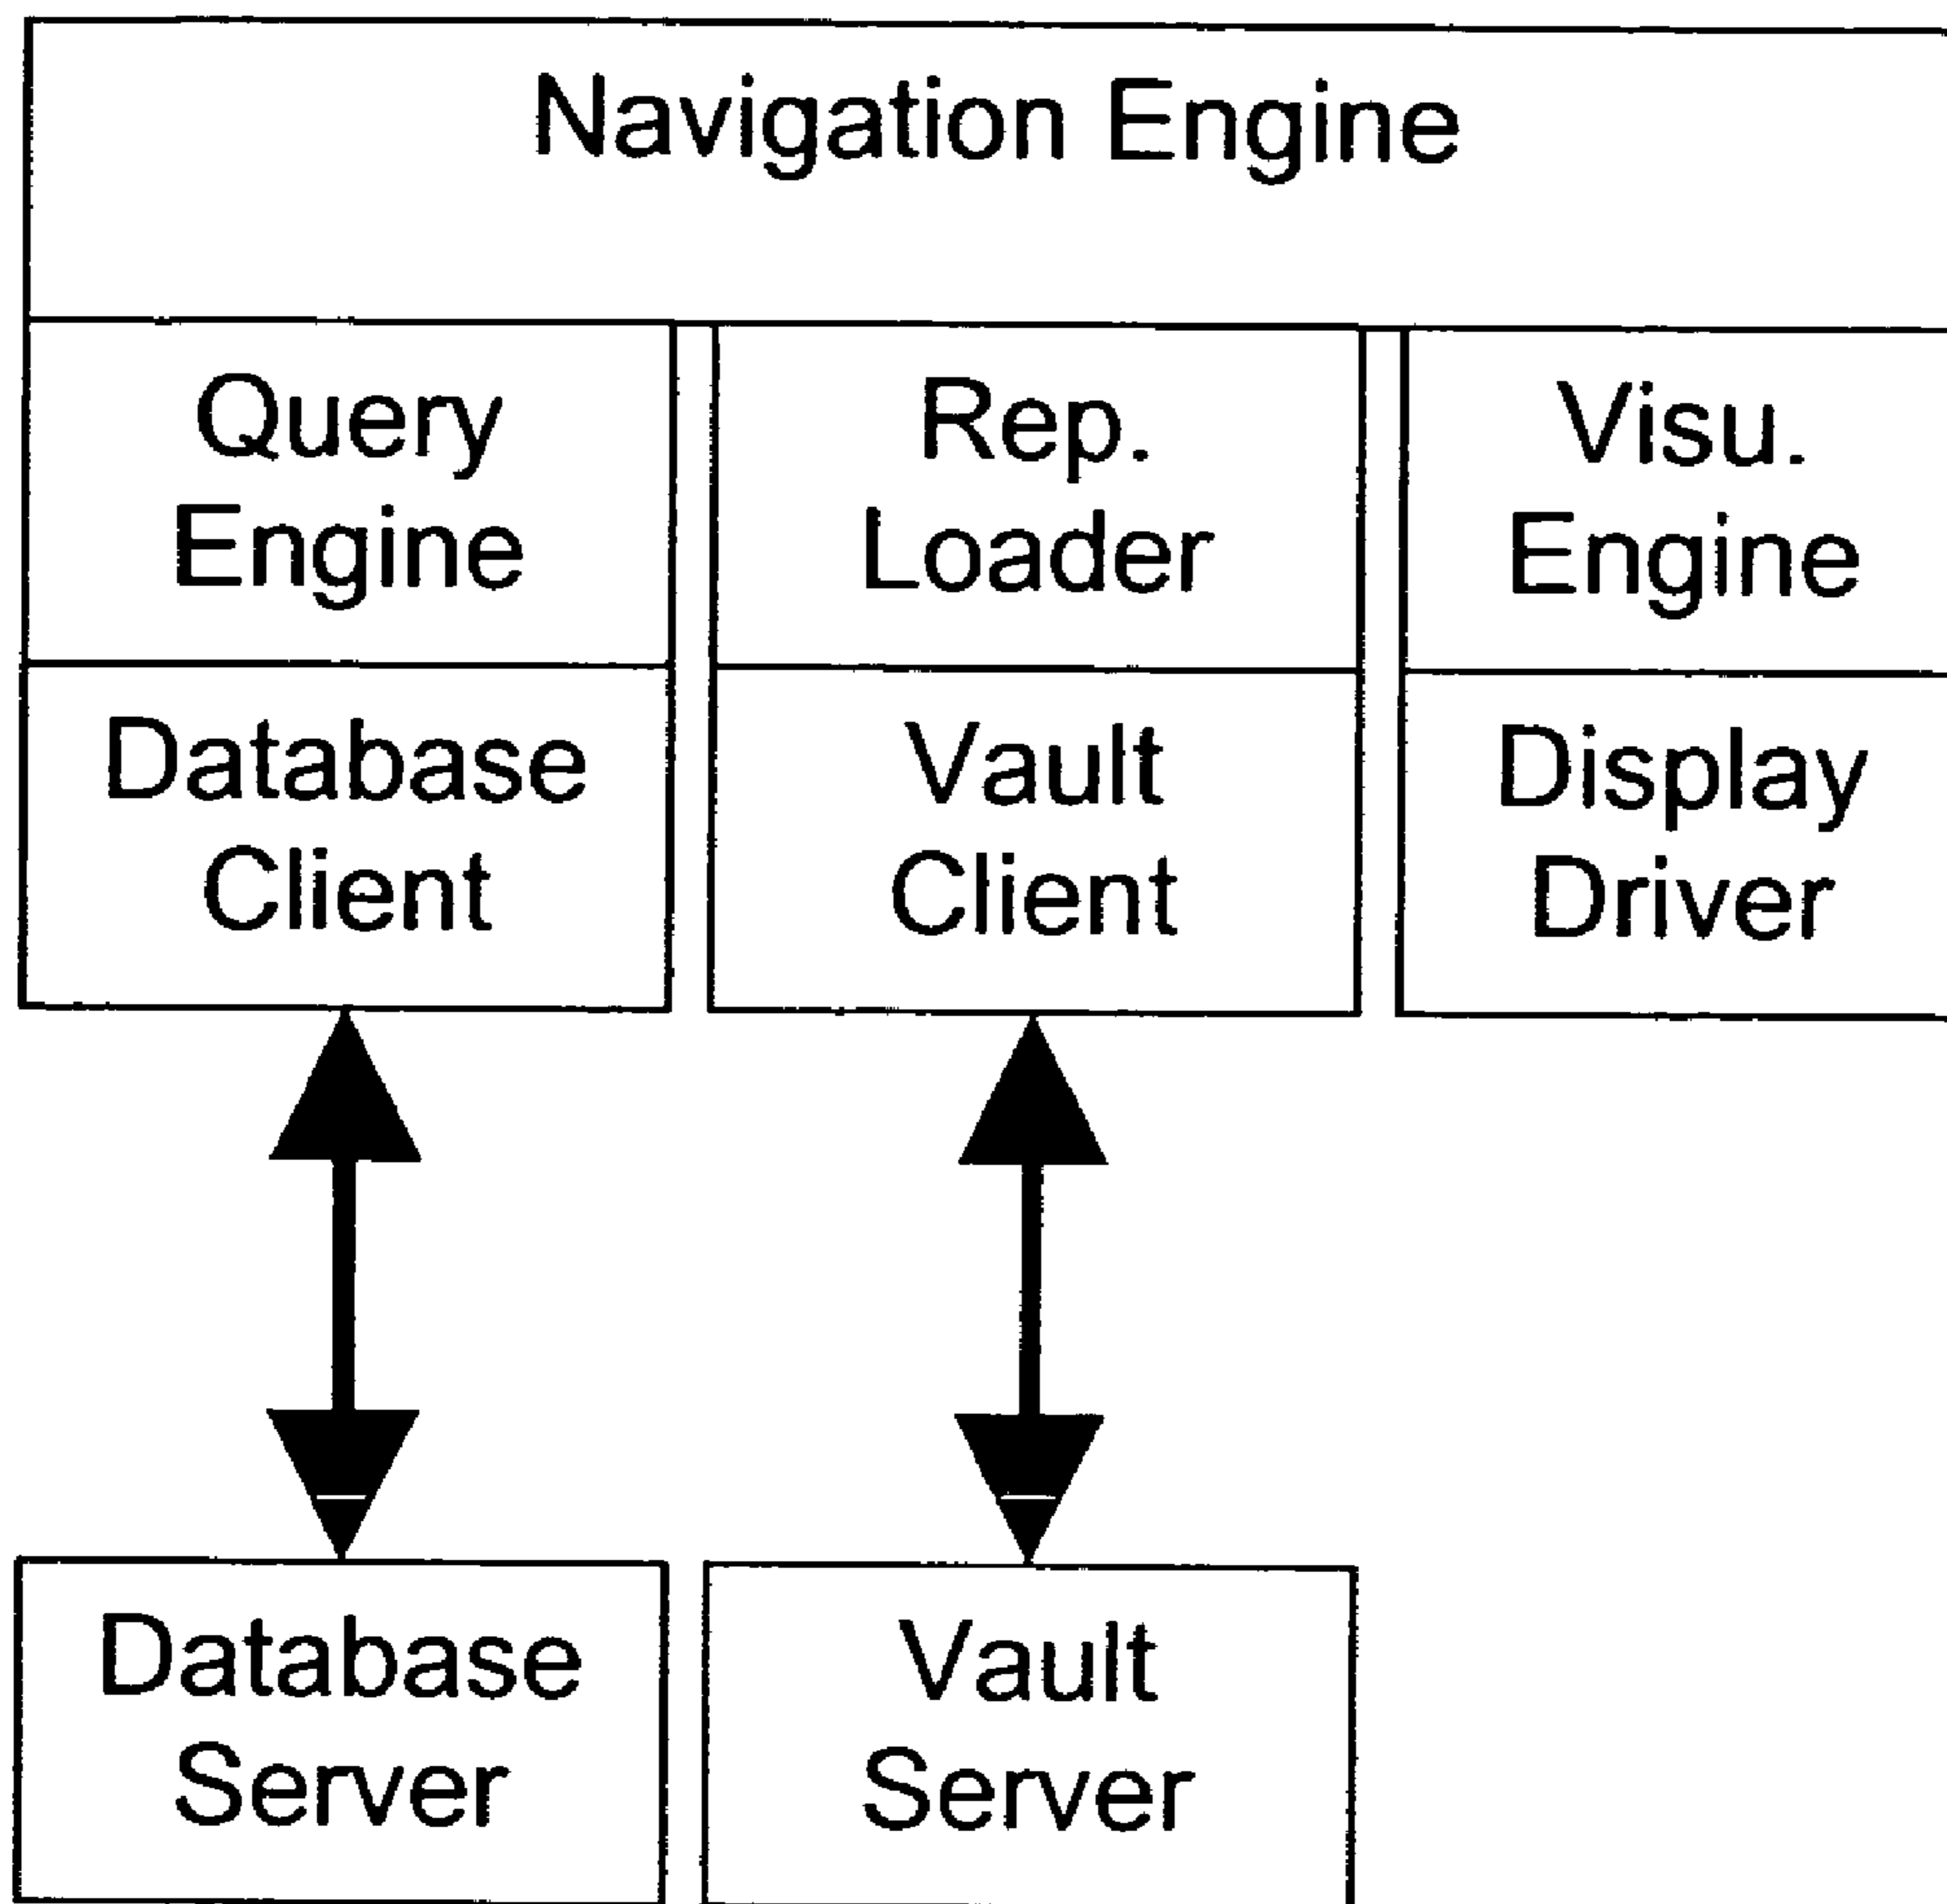 Navigation Engine
Query
Engine
Rep.
Loader
Visu.
Engine
Database
Client
Vault
Client
Display
Driver
Database
Server
Vault
Server